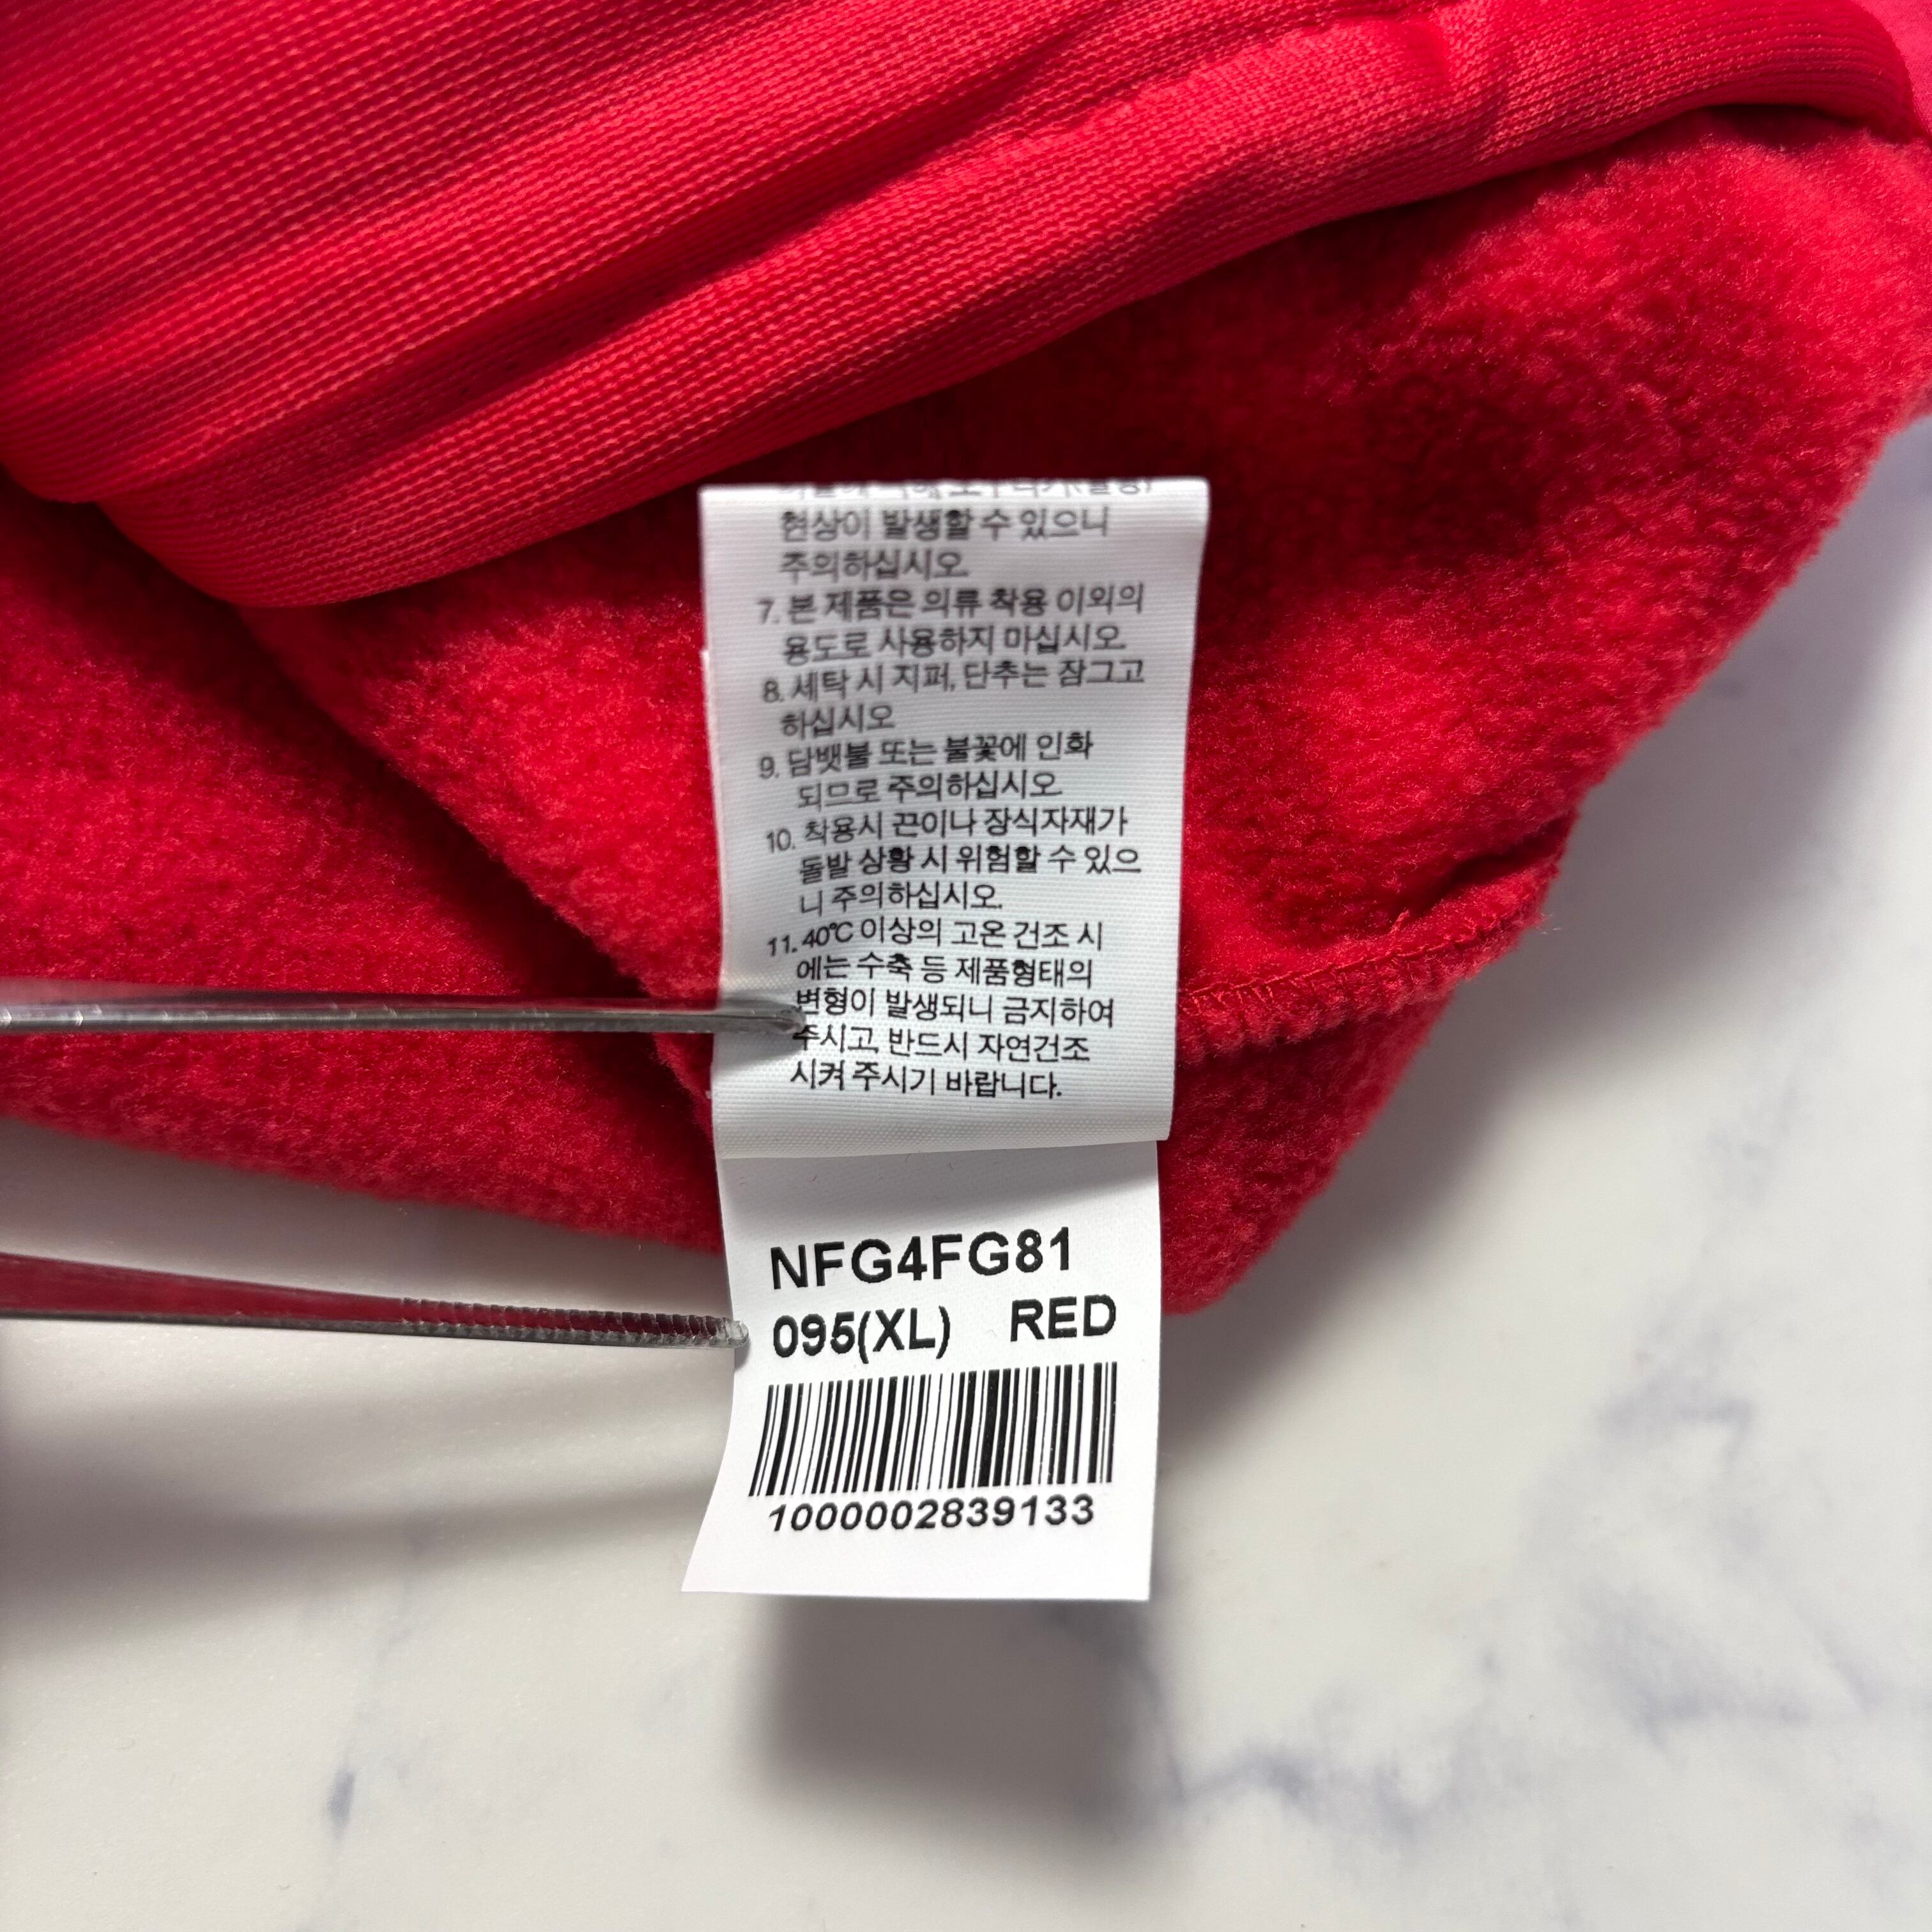 현상이 발생할 수 있으니
주의하십시오.
7. 본 제품은 의류 착용 이외의
용도로 사용하지 마십시오.
8. 세탁 시 지퍼, 단추는 잠그고
하십시오
9. 담뱃불 또는 불꽃에 인화
되므로 주의하십시오.
10. 착용시 끈이나 장식자재가
돌발 상황 시 위험할 수 있으
니 주의하십시오.
11. 40℃ 이상의 고온 건조 시
에는 수축 등 제품형태의
변형이 발생되니 금지하여
주시고, 반드시 자연건조
시켜 주시기 바랍니다.
NFG4FG81
095(XL) RED
1000002839133